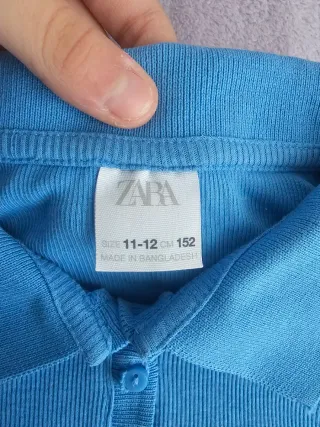 ZARA
SIZE 11-12 CM 152
MADE IN BANGLADESH